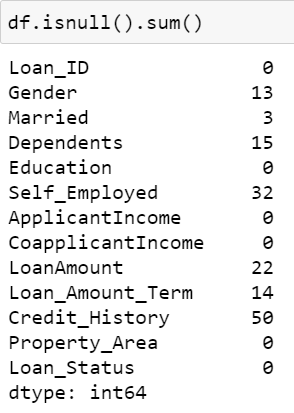 df.isnull().sum()
Loan_ID 0
Gender 13
Married 3
Dependents 15
Education 0
Self_Employed 32
ApplicantIncome 0
CoapplicantIncome 0
LoanAmount 22
Loan_Amount_Term 14
Credit_History 50
Property_Area 0
Loan_Status 0
dtype: int64